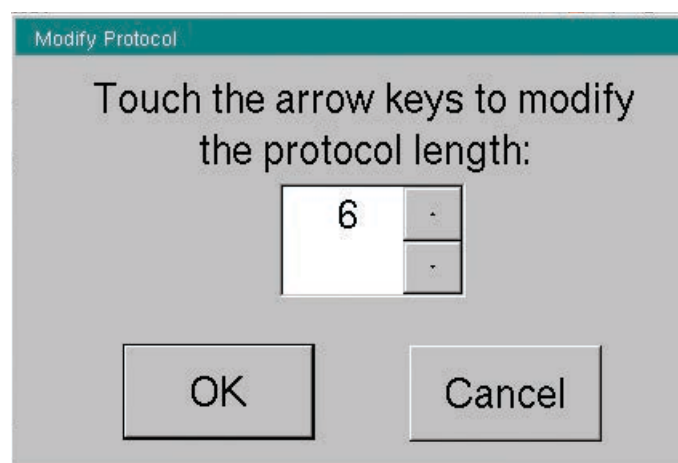 Modify Protocol
Touch the arrow keys to modify
the protocol length:
6
OK
Cancel